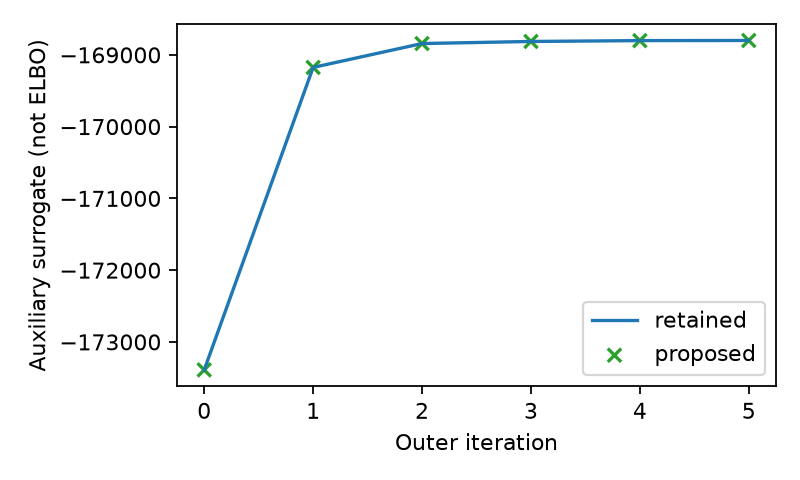 Auxiliary surrogate (not ELBO)
−169000
−170000
−171000
−172000
−173000
retained
proposed
0 1 2 3 4 5
Outer iteration